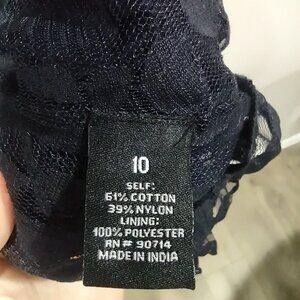 10
SELF:
61% COTTON
39% NYLON
LINING:
100% POLYESTER
RN# 90714
MADE IN INDIA